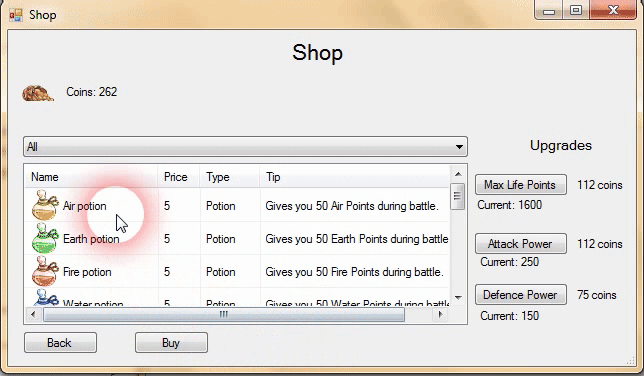 Shop
Shop
Coins: 262
All
Upgrades
Name Price Type Tip
Max Life Points 112 coins
Current: 1600
Air potion 5 Potion Gives you 50 Air Points during battle.
Earth potion 5 Potion Gives you 50 Earth Points during battle.
Attack Power 112 coins
Current: 250
Fire potion 5 Potion Gives you 50 Fire Points during battle.
Defence Power 75 coins
Water potion 5 Potion Gives you 50 Water Points during battle
Current: 150
Back Buy